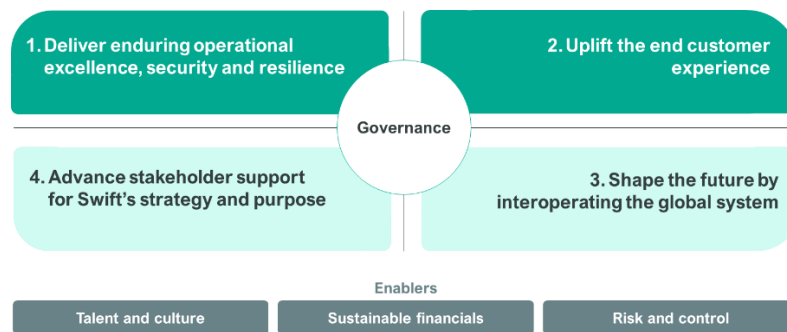 1. Deliver enduring operational
excellence, security and resilience
2. Uplift the end customer
experience
Governance
4. Advance stakeholder support
for Swift's strategy and purpose
3. Shape the future by
interoperating the global system
Enablers
Talent and culture
Sustainable financials
Risk and control